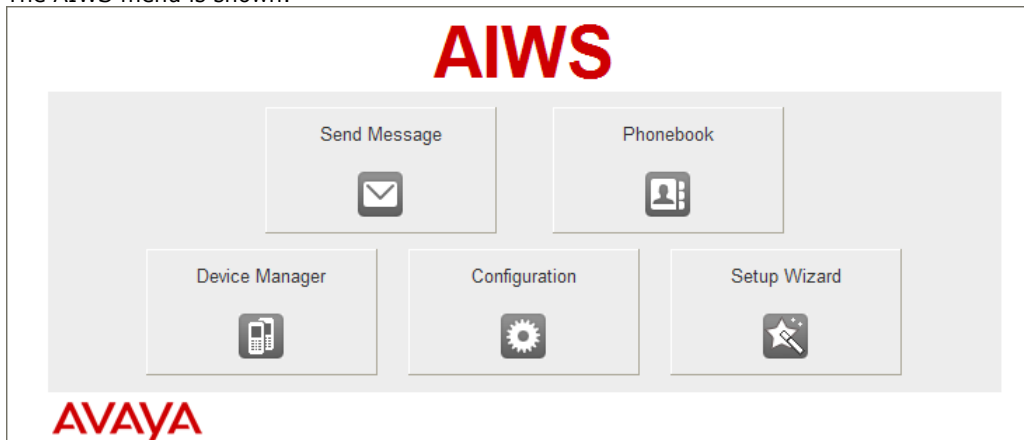 The AIWS menu is shown.
AIWS
Send Message Phonebook
Device Manager Configuration Setup Wizard
AVAYA